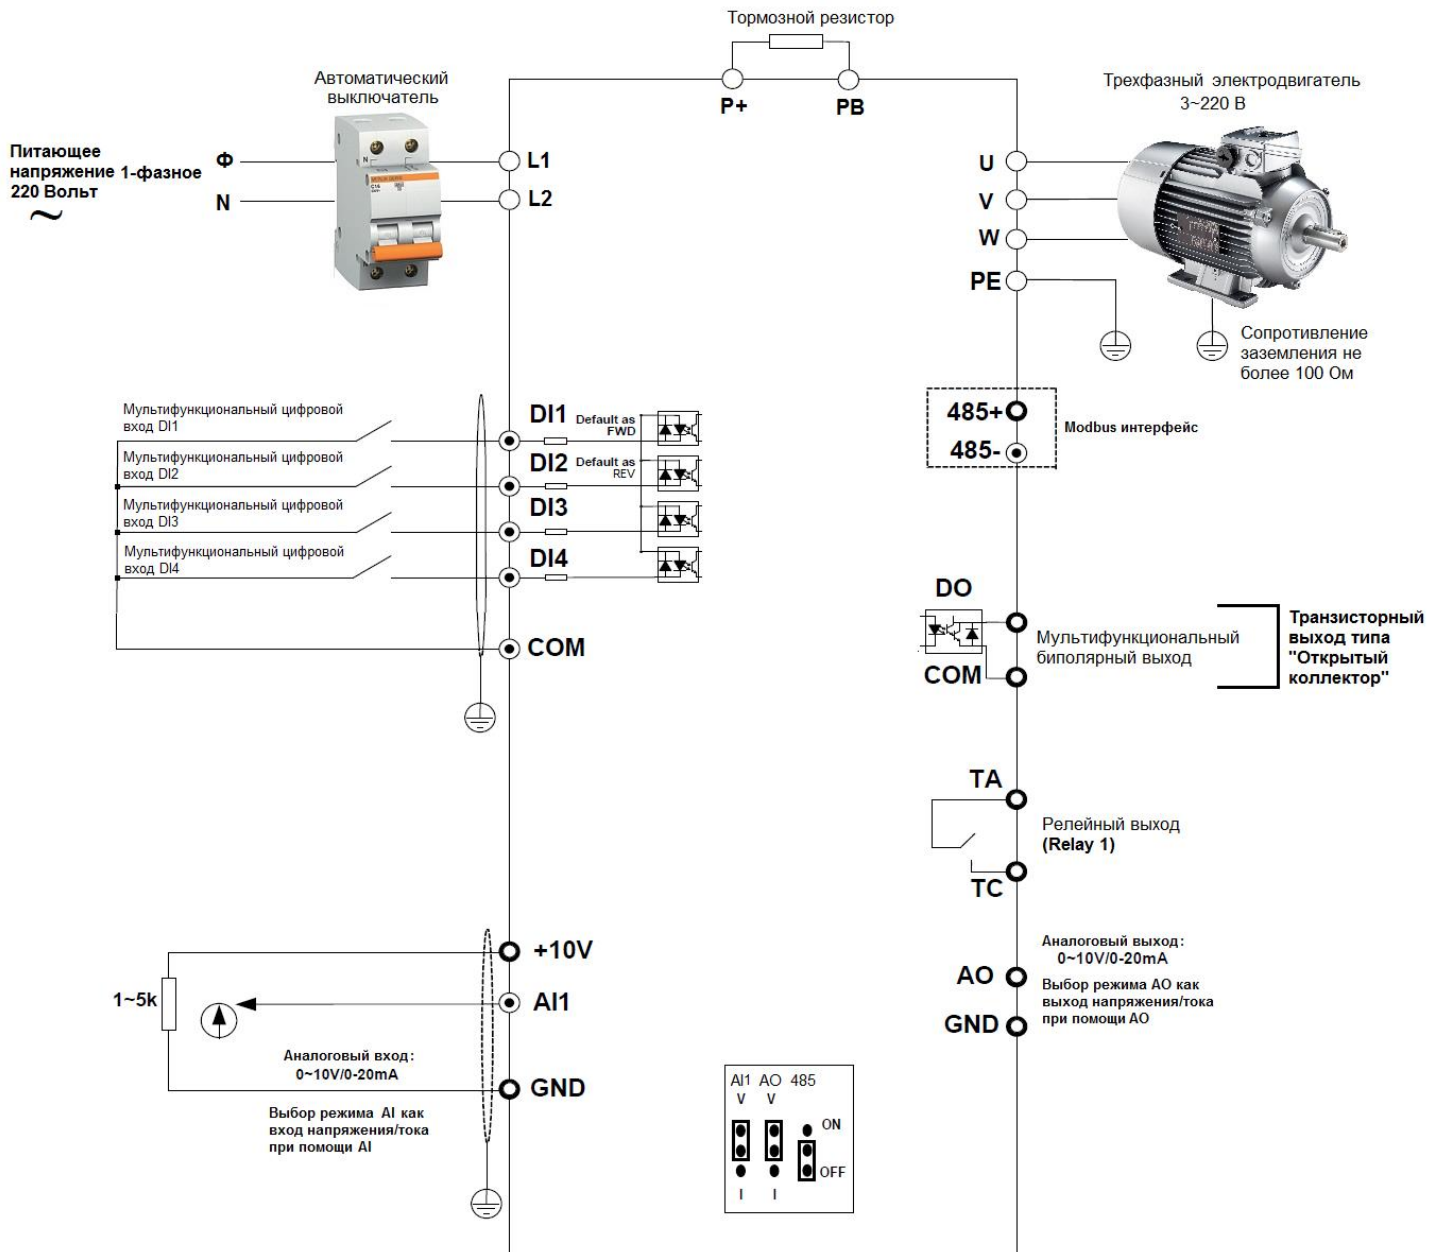 Тормозной резистор
P+
PB
Автоматический
выключатель
Трехфазный электродвигатель
3~220 В
Питающее
напряжение 1-фазное
220 Вольт
~
Ф
N
N
C16
L1
L2
U
V
W
PE
Сопротивление
заземления не
более 100 Ом
Мультифункциональный цифровой
вход DI1
Мультифункциональный цифровой
вход DI2
Мультифункциональный цифровой
вход DI3
Мультифункциональный цифровой
вход DI4
DI1 Default as
FWD
DI2 Default as
REV
DI3
DI4
COM
485+
485-
Modbus интерфейс
DO
COM
Мультифункциональный
биполярный выход
Транзисторный
выход типа
"Открытый
коллектор"
TA
TC
Релейный выход
(Relay 1)
+10V
AI1
GND
1~5k
Аналоговый вход:
0~10V/0-20mA
Выбор режима AI как
вход напряжения/тока
при помощи AI
AO
GND
Аналоговый выход:
0~10V/0-20mA
Выбор режима АО как
выход напряжения/тока
при помощи АО
AI1 AO 485
V V
ON
OFF
I I